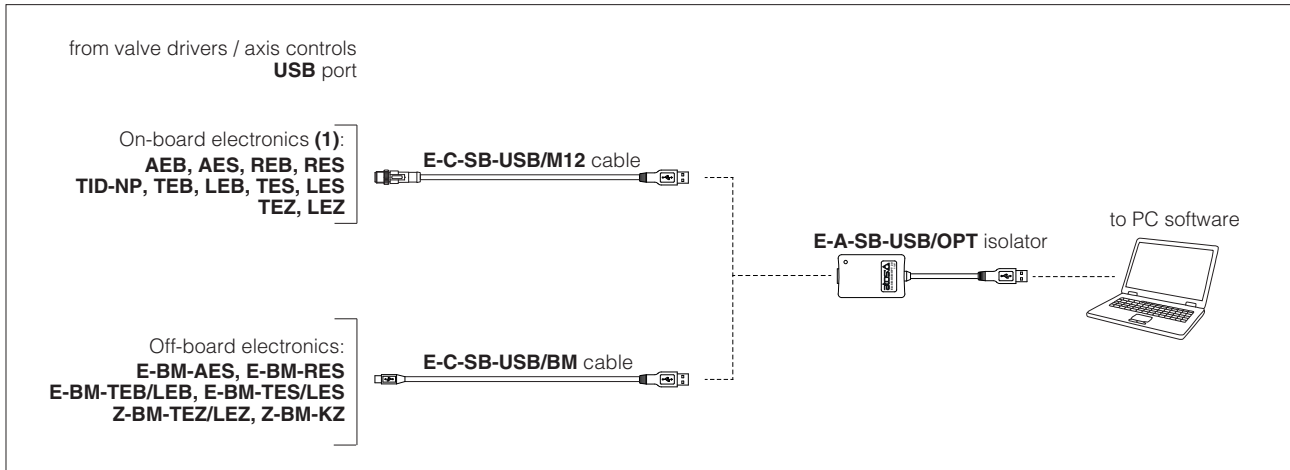 from valve drivers / axis controls
USB port
On-board electronics (1):
AEB, AES, REB, RES
TID-NP, TEB, LEB, TES, LES
TEZ, LEZ
E-C-SB-USB/M12 cable
E-A-SB-USB/OPT isolator
atos
to PC software
Off-board electronics:
E-BM-AES, E-BM-RES
E-BM-TEB/LEB, E-BM-TES/LES
Z-BM-TEZ/LEZ, Z-BM-KZ
E-C-SB-USB/BM cable